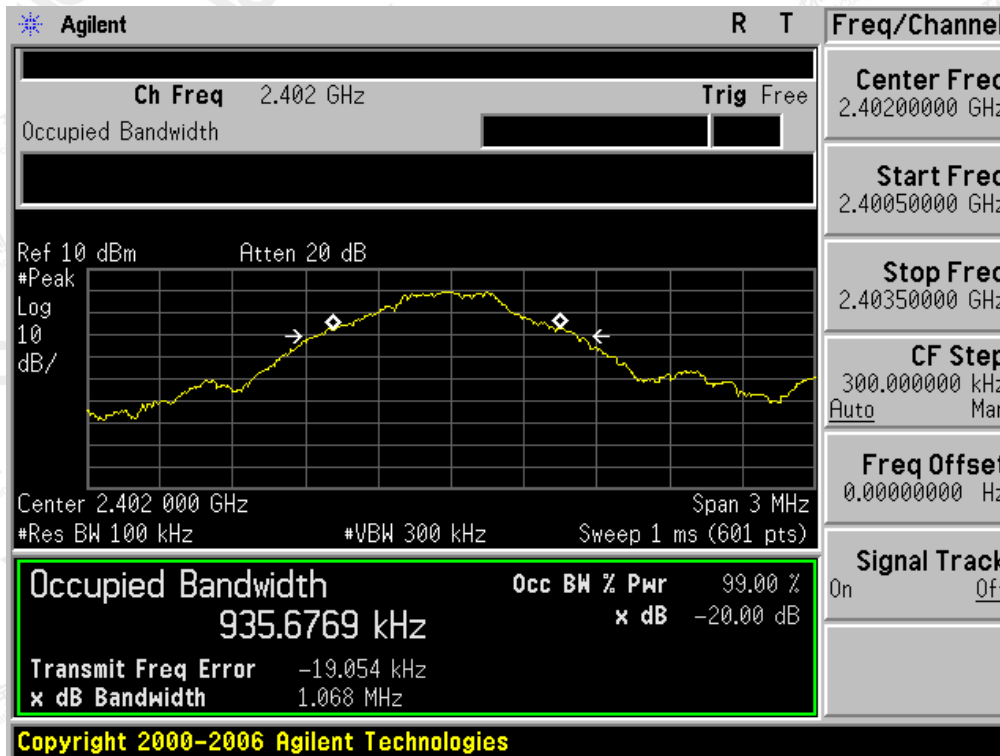 Agilent R T Freq/Channel
Ch Freq 2.402 GHz Trig Free
Occupied Bandwidth
Center Freq
2.40200000 GHz
Start Freq
2.40050000 GHz
Stop Freq
2.40350000 GHz
CF Step
300.000000 kHz
Auto Man
Freq Offset
0.00000000 Hz
Signal Track
On Off
Ref 10 dBm Atten 20 dB
#Peak
Log
10
dB/
Center 2.402 000 GHz Span 3 MHz
#Res BW 100 kHz #VBW 300 kHz Sweep 1 ms (601 pts)
Occupied Bandwidth Occ BW % Pwr 99.00 %
935.6769 kHz x dB -20.00 dB
Transmit Freq Error -19.054 kHz
x dB Bandwidth 1.068 MHz
Copyright 2000-2006 Agilent Technologies